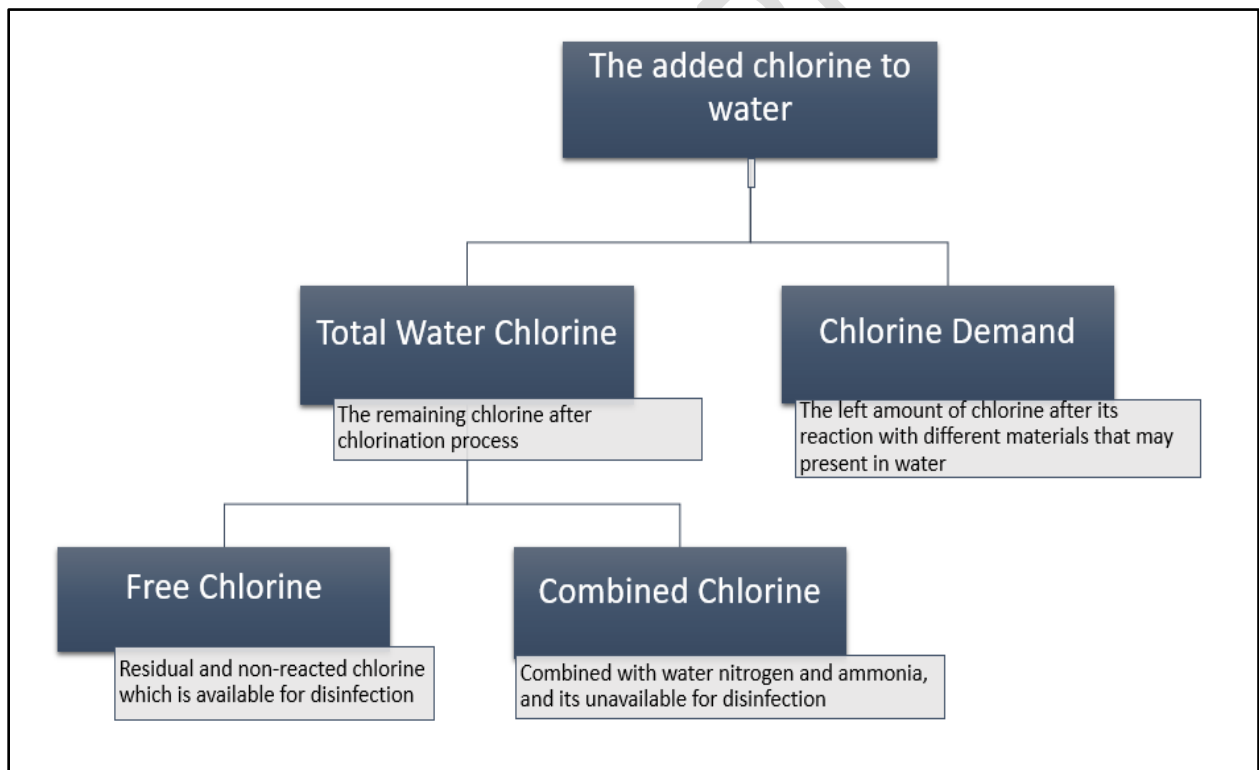 The added chlorine to
water
Total Water Chlorine
The remaining chlorine after
chlorination process
Chlorine Demand
The left amount of chlorine after its
reaction with different materials that may
present in water
Free Chlorine
Residual and non-reacted chlorine
which is available for disinfection
Combined Chlorine
Combined with water nitrogen and ammonia,
and its unavailable for disinfection